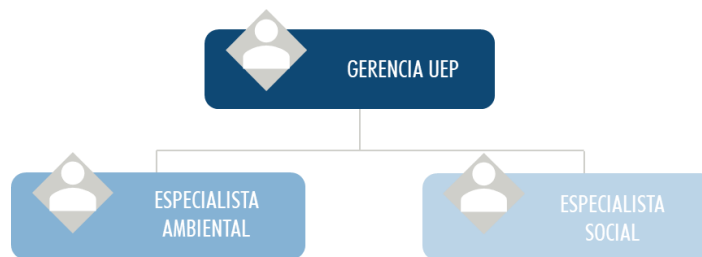 GERENCIA UEP
ESPECIALISTA
AMBIENTAL
ESPECIALISTA
SOCIAL